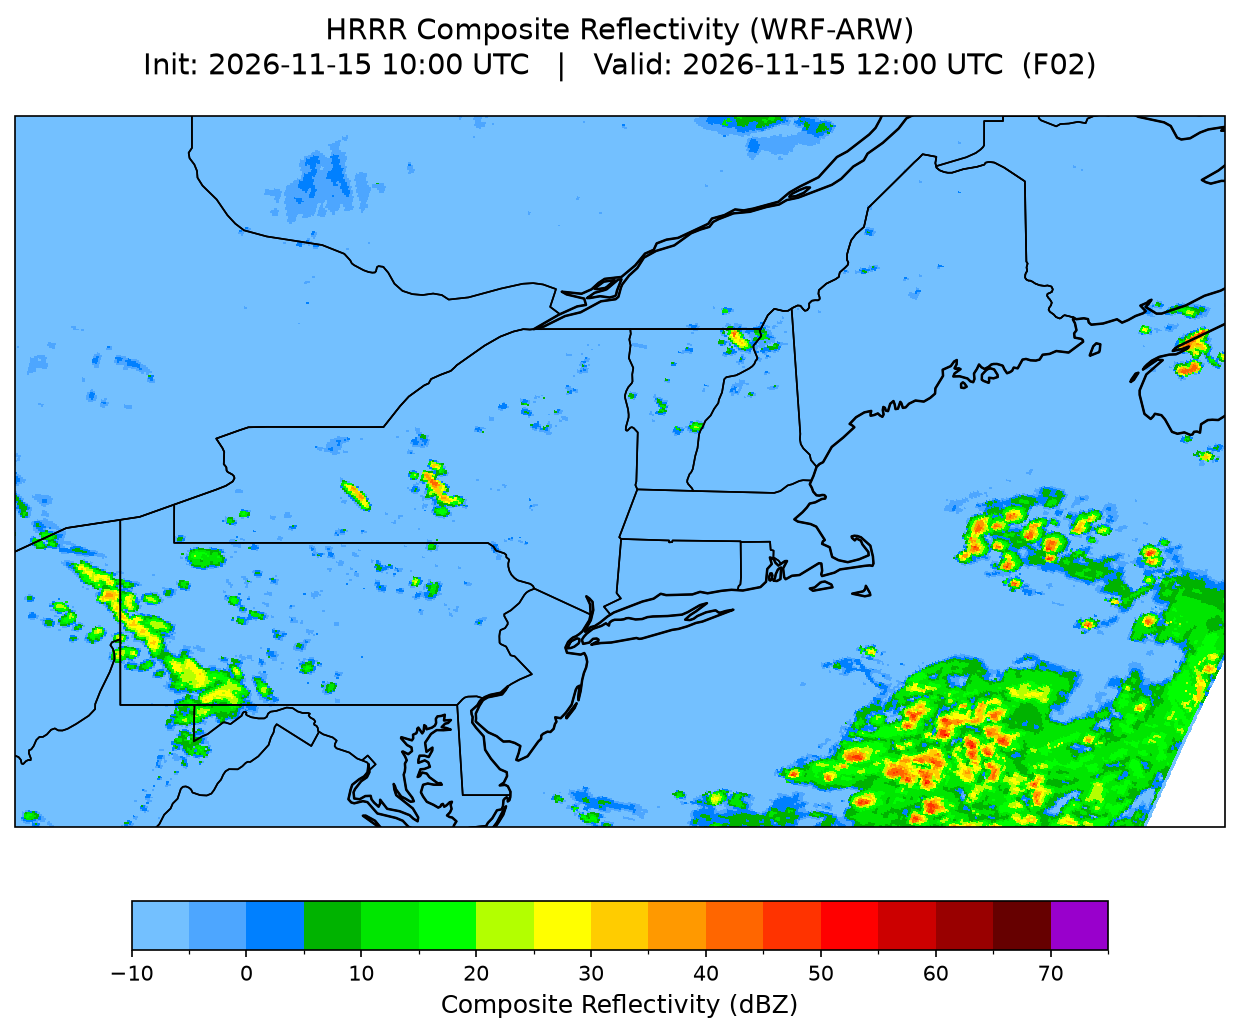 HRRR Composite Reflectivity (WRF-ARW)
Init: 2026-11-15 10:00 UTC | Valid: 2026-11-15 12:00 UTC (F02)
−10 0 10 20 30 40 50 60 70
Composite Reflectivity (dBZ)